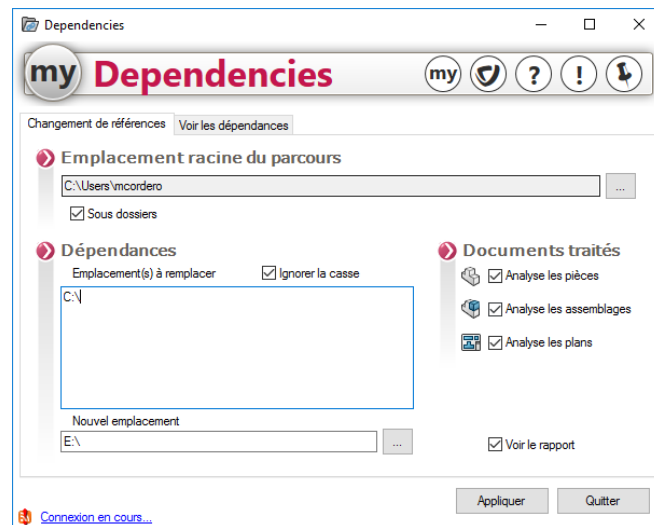 Dependencies
my Dependencies my ? !
Changement de références Voir les dépendances
Emplacement racine du parcours
C:\Users\mcordero ...
Sous dossiers
Dépendances
Emplacement(s) à remplacer Ignorer la casse
C:\
Nouvel emplacement
E:\ ...
Documents traités
Analyse les pièces
Analyse les assemblages
Analyse les plans
Voir le rapport
Appliquer Quitter
Connexion en cours...